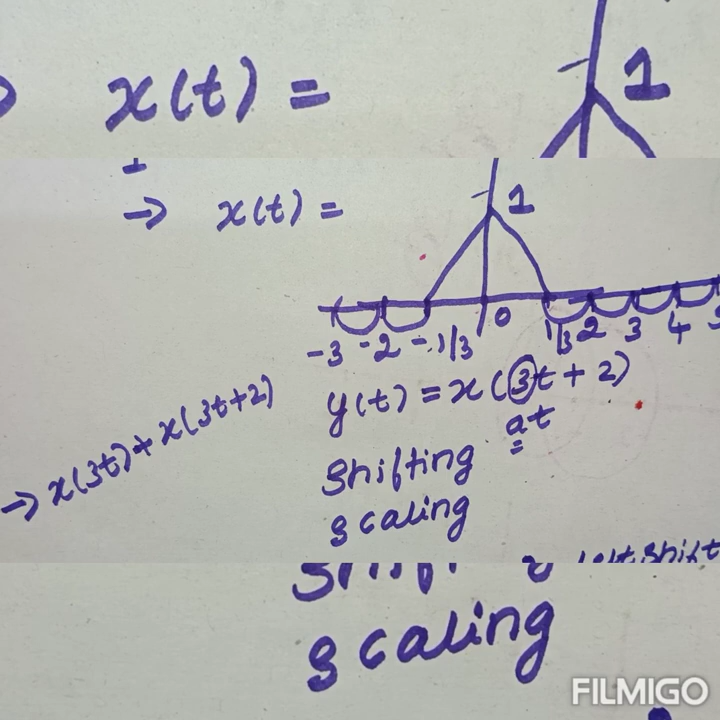 x(t) =
1
→ x(t) =
1
-3 -2 -1/3 0 1/3 2 3 4 5
y(t) = x(3t+2)
at
=
→ x(3t) + x(3t+2)
shifting
scaling
scaling
FILMIGO